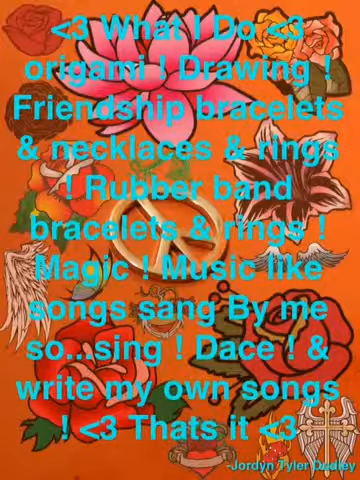 <3 What I Do <3
origami ! Drawing !
Friendship bracelets
& necklaces & rings
! Rubber band
bracelets & rings !
Magic ! Music like
songs sang By me
so...sing ! Dace ! &
write my own songs
! <3 Thats it <3
-Jordyn Tyler Dudley